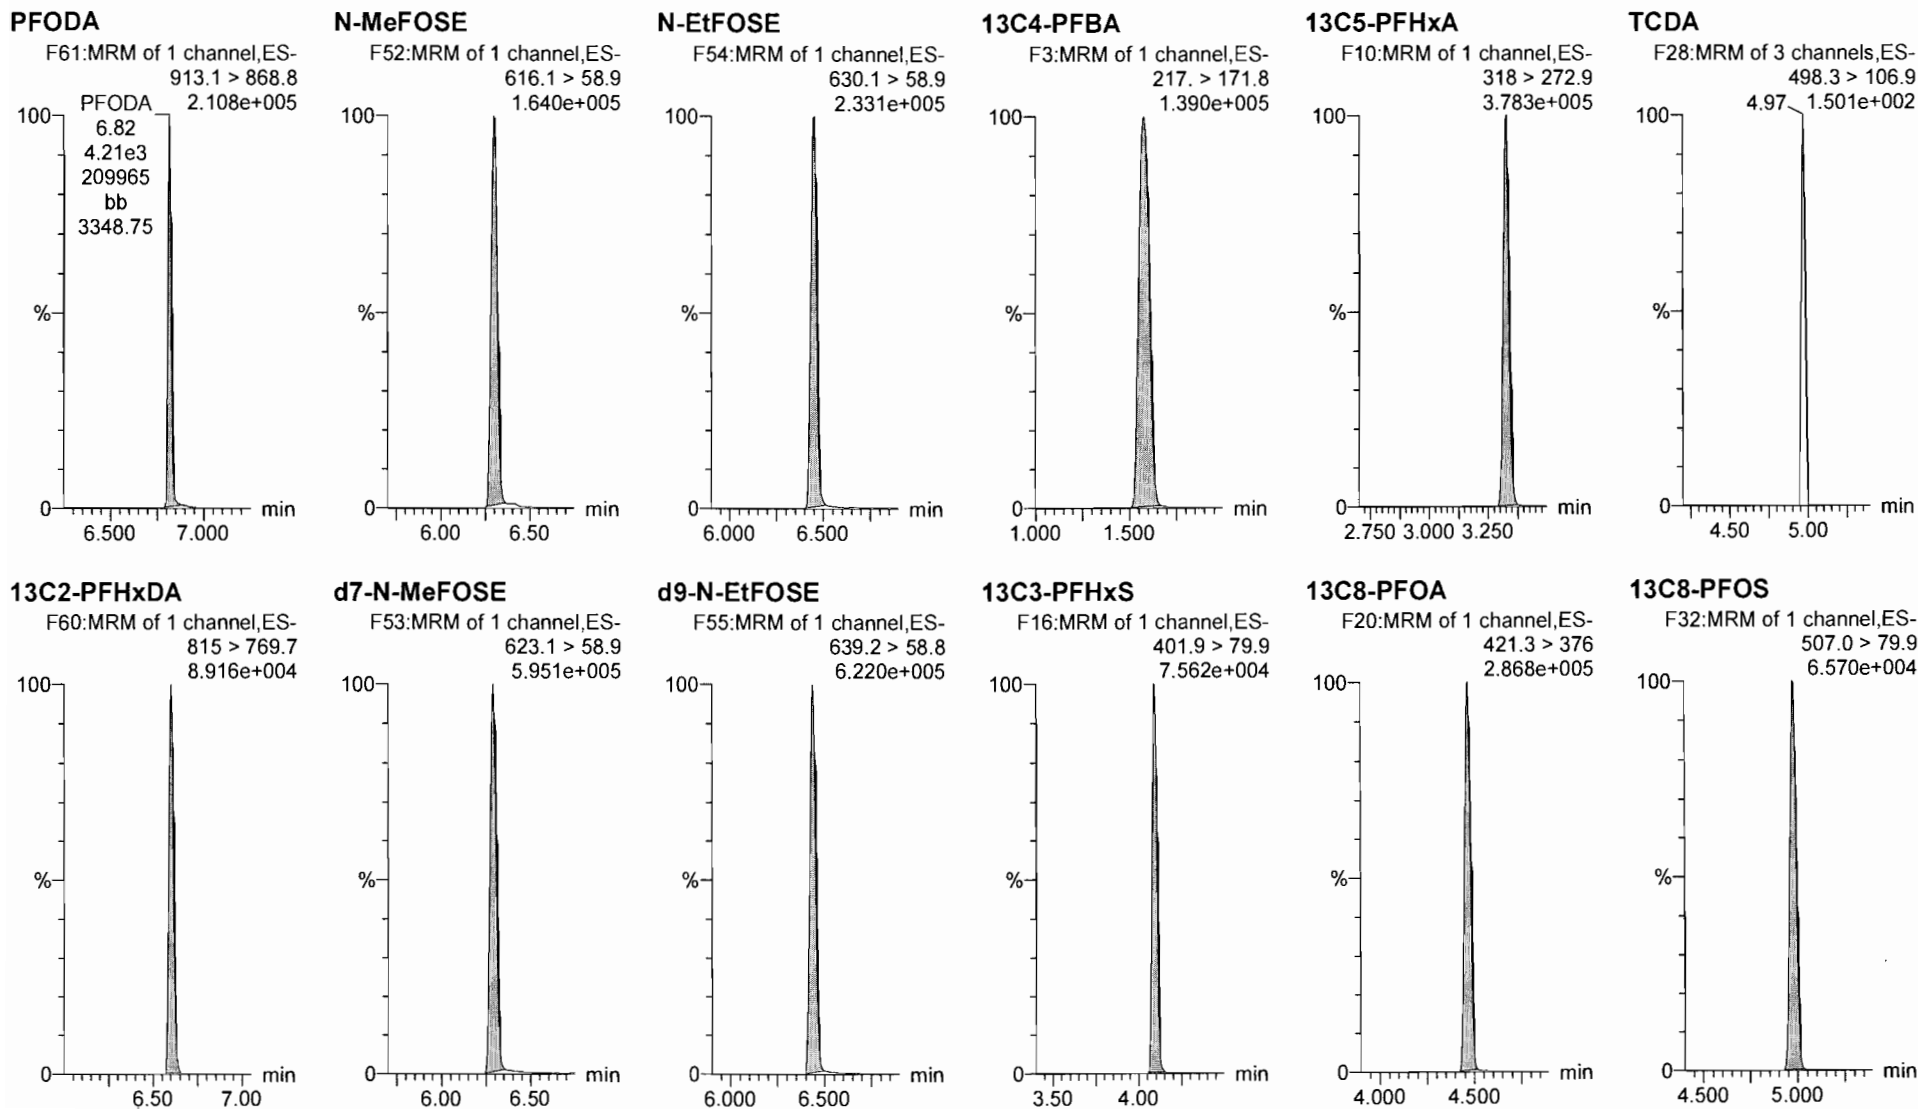 PFODA
F61:MRM of 1 channel,ES-
913.1 > 868.8
2.108e+005
PFODA
6.82
4.21e3
209965
bb
3348.75
100
%
0
6.500 7.000 min
N-MeFOSE
F52:MRM of 1 channel,ES-
616.1 > 58.9
1.640e+005
100
%
0
6.00 6.50 min
N-EtFOSE
F54:MRM of 1 channel,ES-
630.1 > 58.9
2.331e+005
100
%
0
6.000 6.500 min
13C4-PFBA
F3:MRM of 1 channel,ES-
217. > 171.8
1.390e+005
100
%
0
1.000 1.500 min
13C5-PFHxA
F10:MRM of 1 channel,ES-
318 > 272.9
3.783e+005
100
%
0
2.750 3.000 3.250 min
TCDA
F28:MRM of 3 channels,ES-
498.3 > 106.9
4.97 1.501e+002
100
%
0
4.50 5.00 min
13C2-PFHxDA
F60:MRM of 1 channel,ES-
815 > 769.7
8.916e+004
100
%
0
6.50 7.00 min
d7-N-MeFOSE
F53:MRM of 1 channel,ES-
623.1 > 58.9
5.951e+005
100
%
0
6.00 6.50 min
d9-N-EtFOSE
F55:MRM of 1 channel,ES-
639.2 > 58.8
6.220e+005
100
%
0
6.000 6.500 min
13C3-PFHxS
F16:MRM of 1 channel,ES-
401.9 > 79.9
7.562e+004
100
%
0
3.50 4.00 min
13C8-PFOA
F20:MRM of 1 channel,ES-
421.3 > 376
2.868e+005
100
%
0
4.000 4.500 min
13C8-PFOS
F32:MRM of 1 channel,ES-
507.0 > 79.9
6.570e+004
100
%
0
4.500 5.000 min